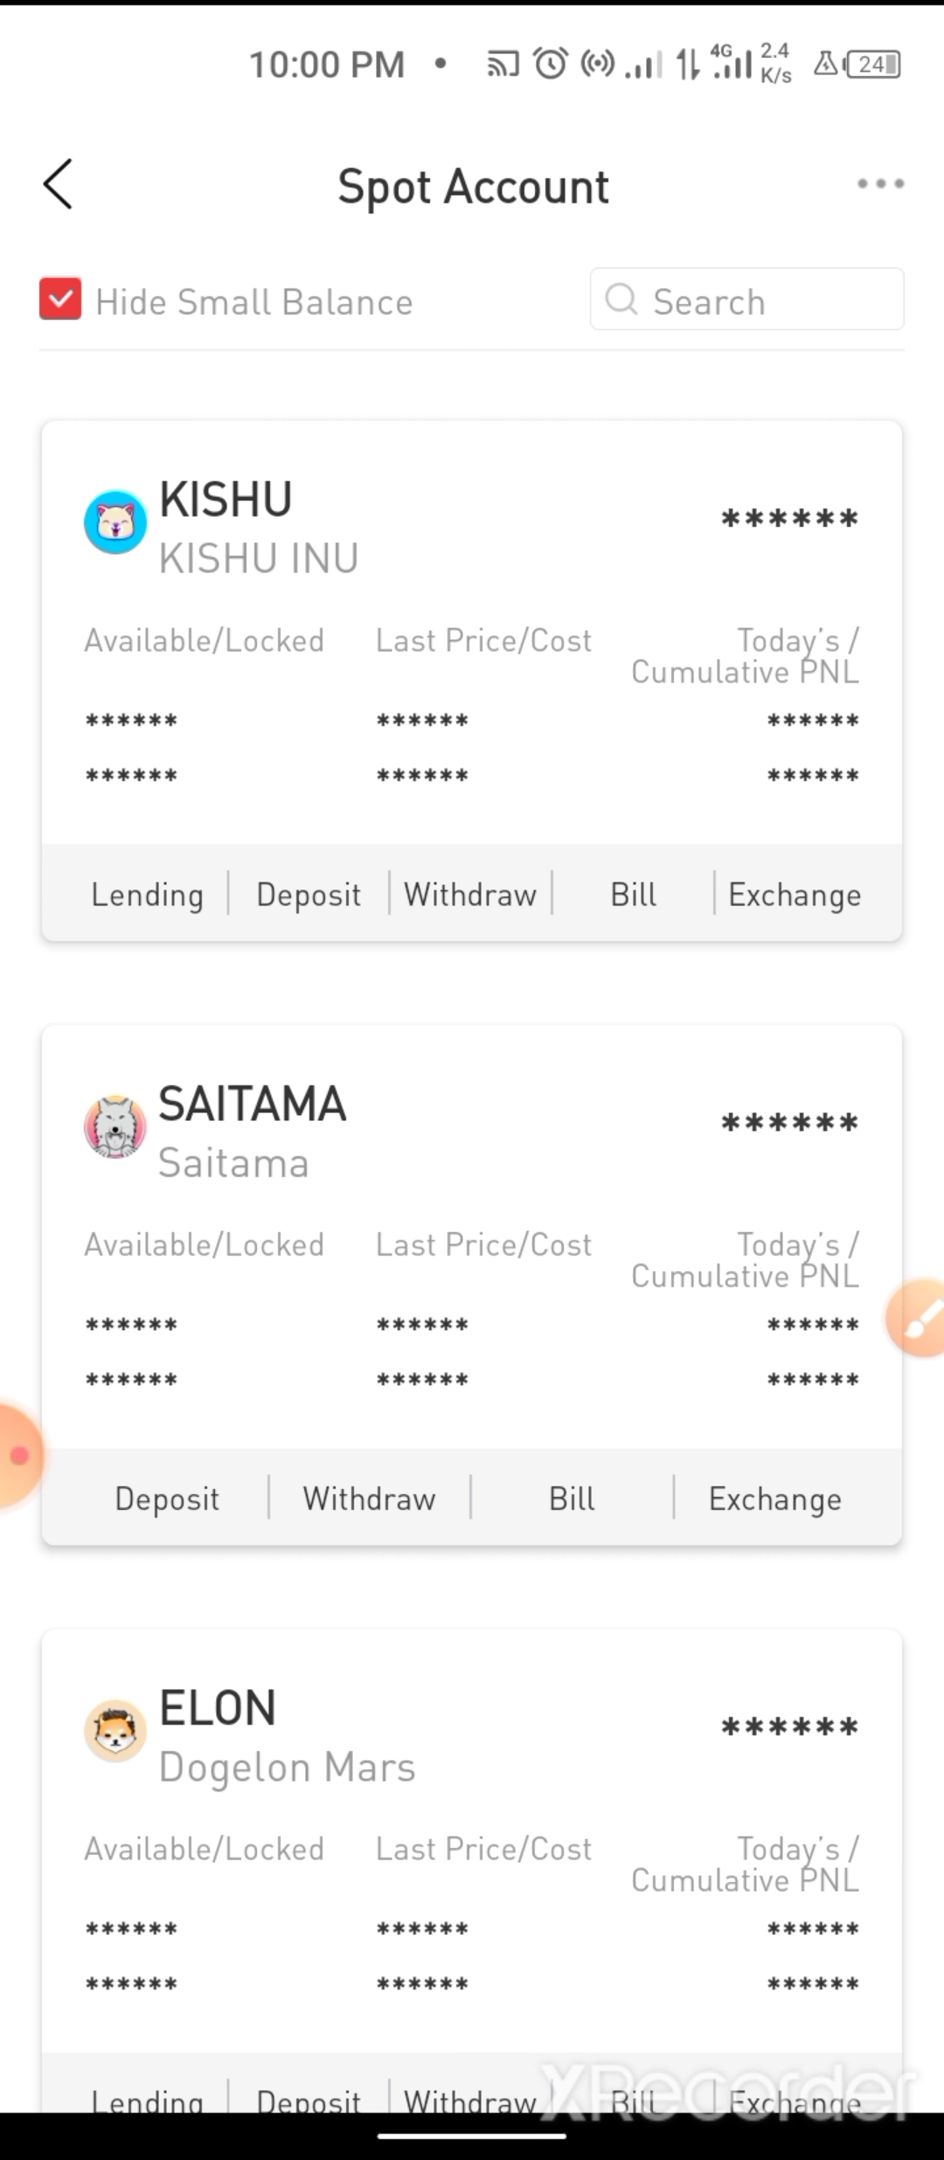 10:00 PM • 4G 2.4 K/s 24
Spot Account
Hide Small Balance Search
KISHU
KISHU INU
******
Available/Locked Last Price/Cost Today's /
Cumulative PNL
****** ****** ******
****** ****** ******
Lending Deposit Withdraw Bill Exchange
SAITAMA
Saitama
******
Available/Locked Last Price/Cost Today's /
Cumulative PNL
****** ****** ******
****** ****** ******
Deposit Withdraw Bill Exchange
ELON
Dogelon Mars
******
Available/Locked Last Price/Cost Today's /
Cumulative PNL
****** ****** ******
****** ****** ******
Lending Deposit Withdraw Bill Exchange
XRecorder